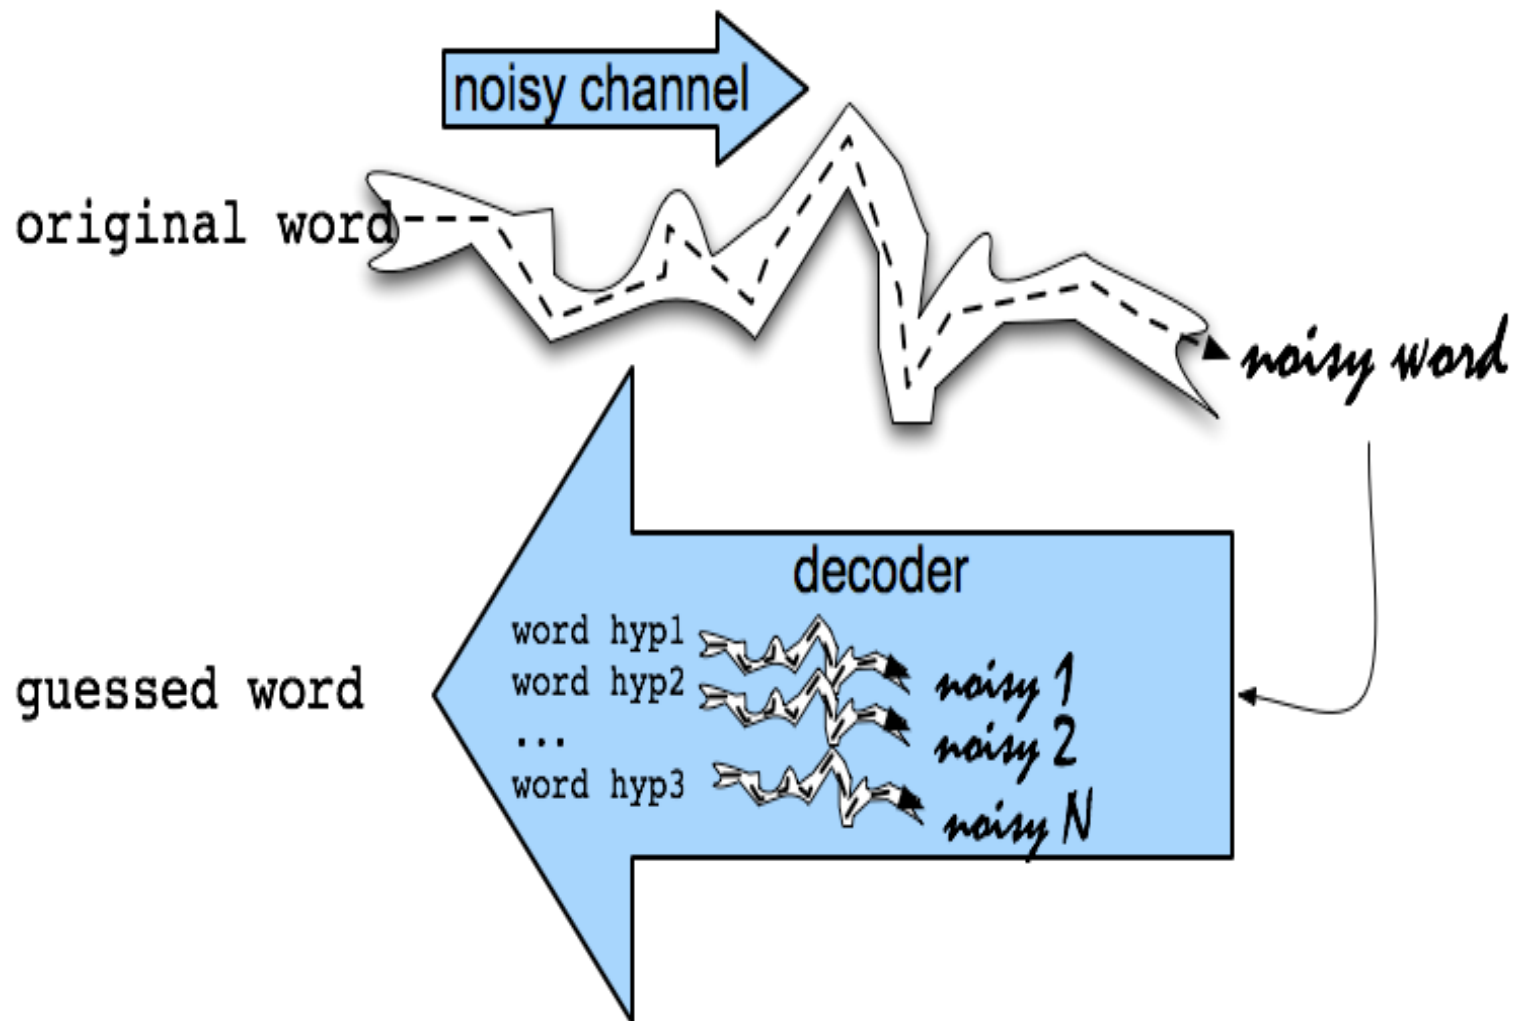 noisy channel
original word
noisy word
decoder
word hyp1
noisy 1
word hyp2
noisy 2
...
word hyp3
noisy N
guessed word